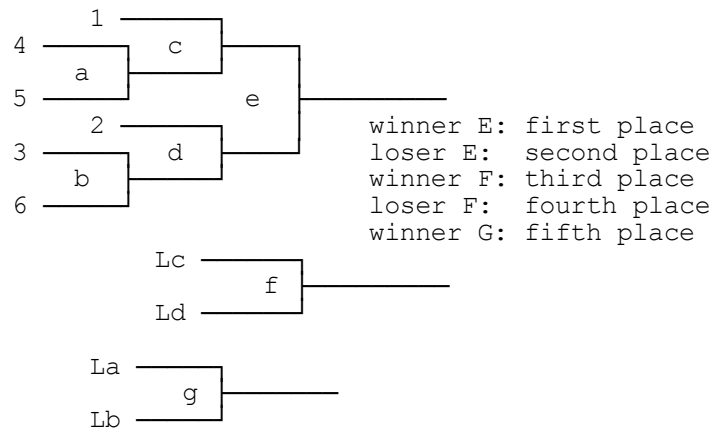 1
4
c
a
5
e
2
winner E: first place
3
d
loser E: second place
b
winner F: third place
6
loser F: fourth place
winner G: fifth place
Lc
f
Ld
La
g
Lb